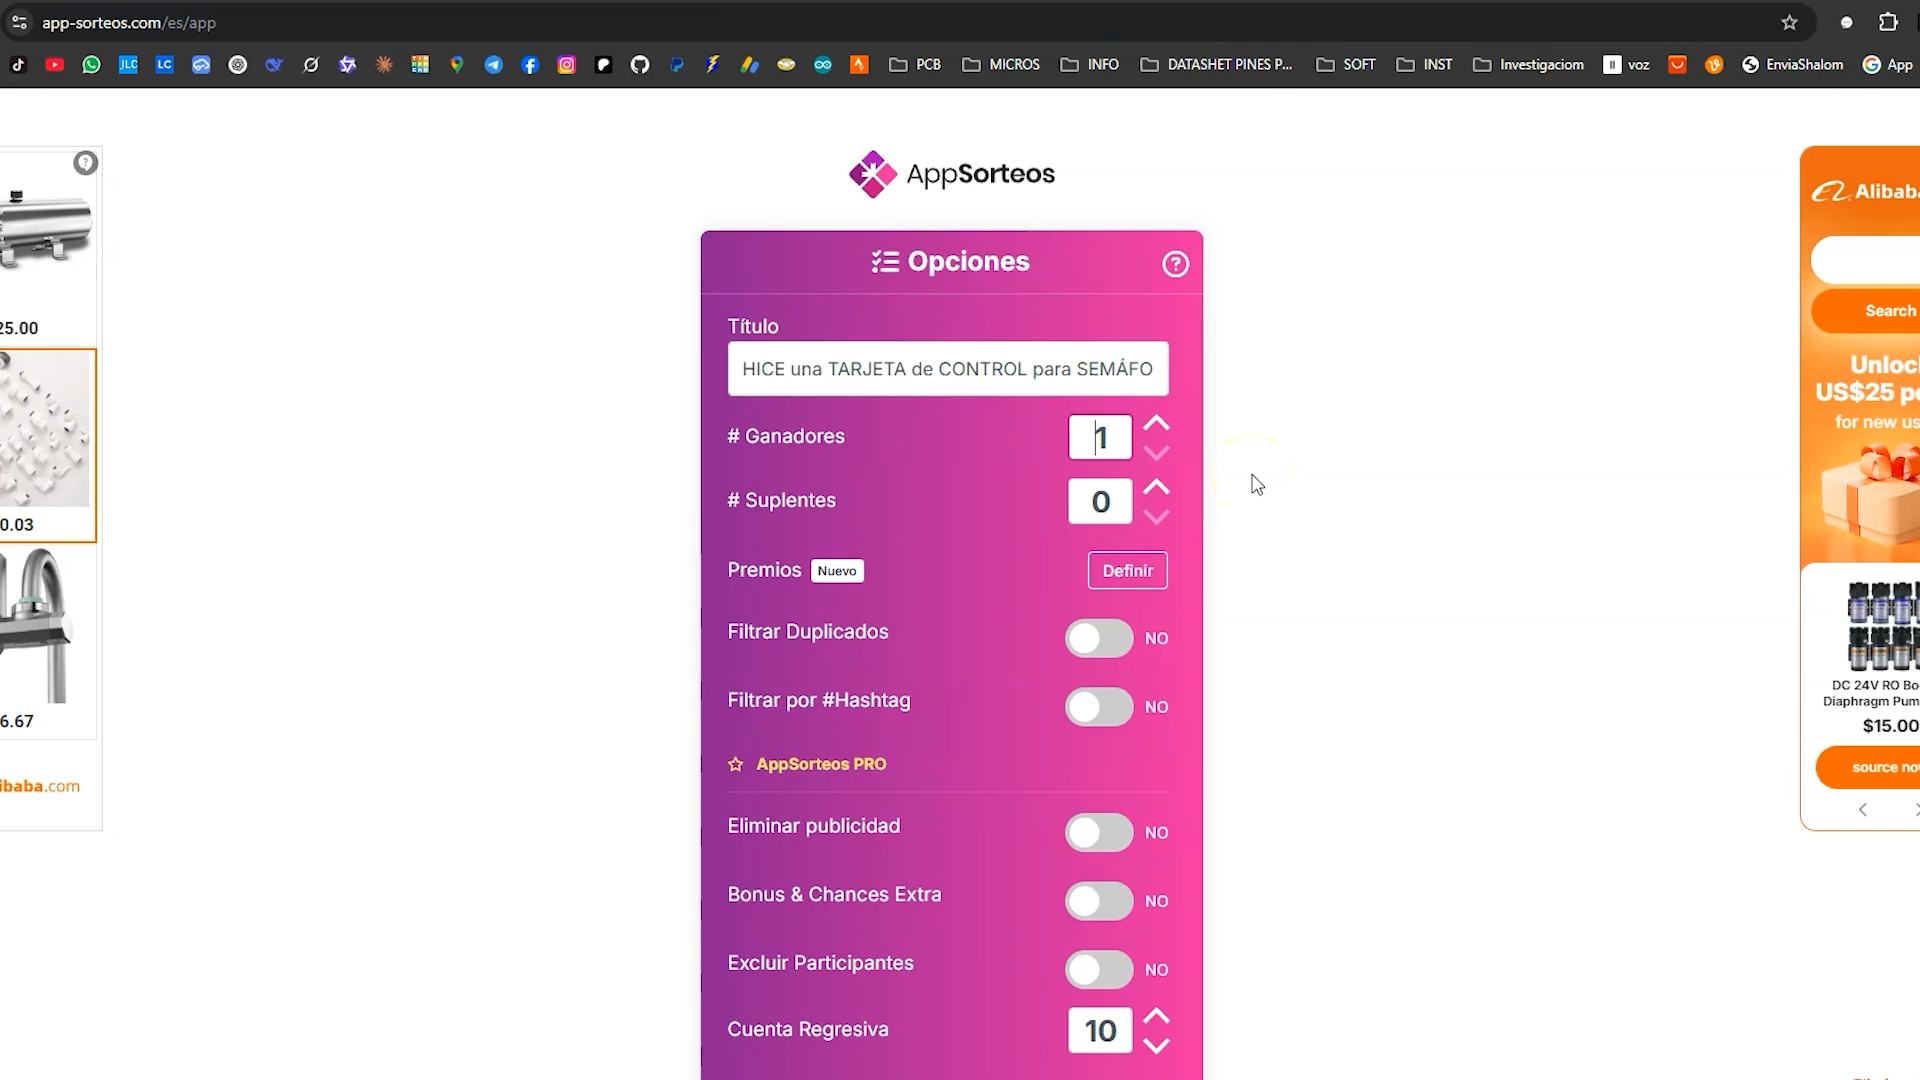 app-sorteos.com/es/app
JLC
LC
PCB
MICROS
INFO
DATASHET PINES P...
SOFT
INST
Investigaciom
voz
EnviaShalom
App
AppSorteos
Opciones
Título
HICE una TARJETA de CONTROL para SEMÁFO
# Ganadores
1
# Suplentes
0
Premios
Nuevo
Definir
Filtrar Duplicados
NO
Filtrar por #Hashtag
NO
AppSorteos PRO
Eliminar publicidad
NO
Bonus & Chances Extra
NO
Excluir Participantes
NO
Cuenta Regresiva
10
25.00
0.03
6.67
ibaba.com
Alibaba
Search
Unloc
US$25
for new us
DC 24V RO Bo
Diaphragm Pum
$15.00
source no